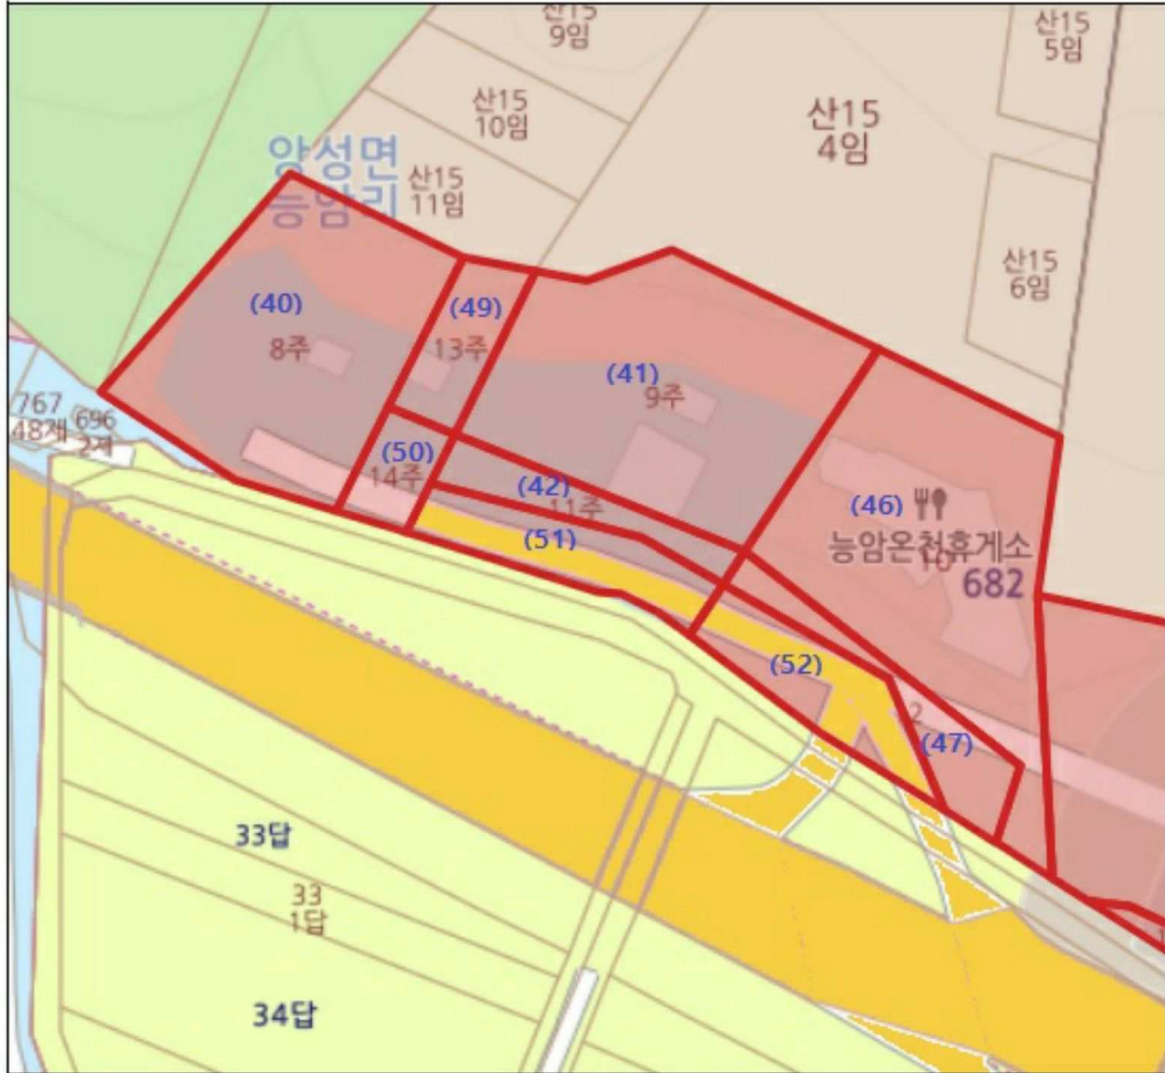 산15
9임
산15
5임
산15
10임
산15
4임
앙성면
능암리
산15
11임
산15
6임
(40)
(49)
8주
13주
(41)
9주
767
48제
696
2제
(50)
14주
(42)
11주
(46)
(51)
능암온천휴게소
10
682
(52)
2
(47)
33답
33
1답
34답